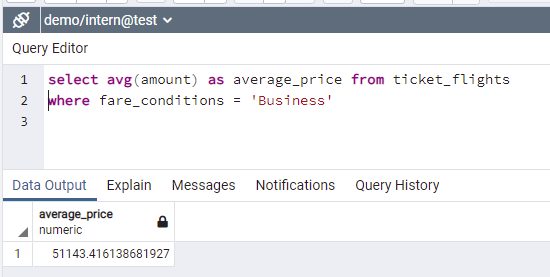 demo/intern@test
Query Editor
1 select avg(amount) as average_price from ticket_flights
2 where fare_conditions = 'Business'
3
Data Output Explain Messages Notifications Query History
average_price
numeric
1 51143.416138681927